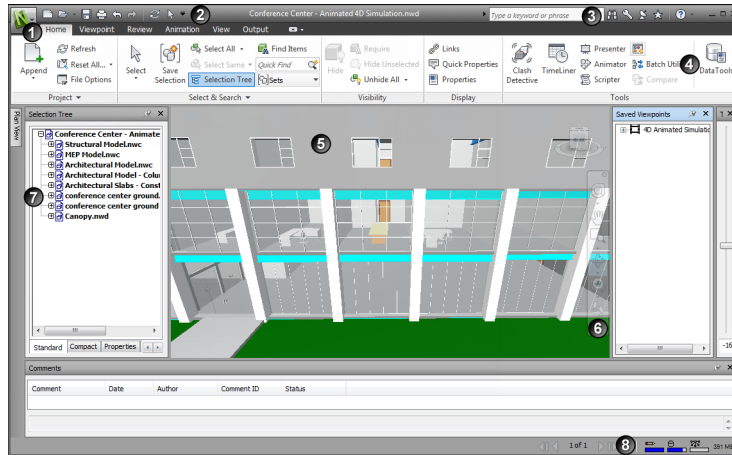 2 Conference Center - Animated 4D Simulation.nwd Type a keyword or phrase 3
1 Home Viewpoint Review Animation View Output
Append
Refresh
Reset All...
File Options
Project
Select
Save Selection
Select All
Select Same
Selection Tree
Find Items
Quick Find
Sets
Select & Search
Hide
Require
Hide Unselected
Unhide All
Visibility
Links
Quick Properties
Properties
Display
Clash Detective
TimeLiner
Presenter
Animator
Scripter
Batch Utili
Compare
4
DataTools
Tools
Plan View
Selection Tree
Conference Center - Animate
Structural Model.nwc
MEP Model.nwc
Architectural Model.nwc
Architectural Model - Colu
Architectural Slabs - Const
7 conference center ground.
conference center ground
Canopy.nwd
Standard Compact Properties
5
6
Saved Viewpoints
4D Animated Simulatio
T
-16
Comments
Comment Date Author Comment ID Status
1 of 1 8 391 ME